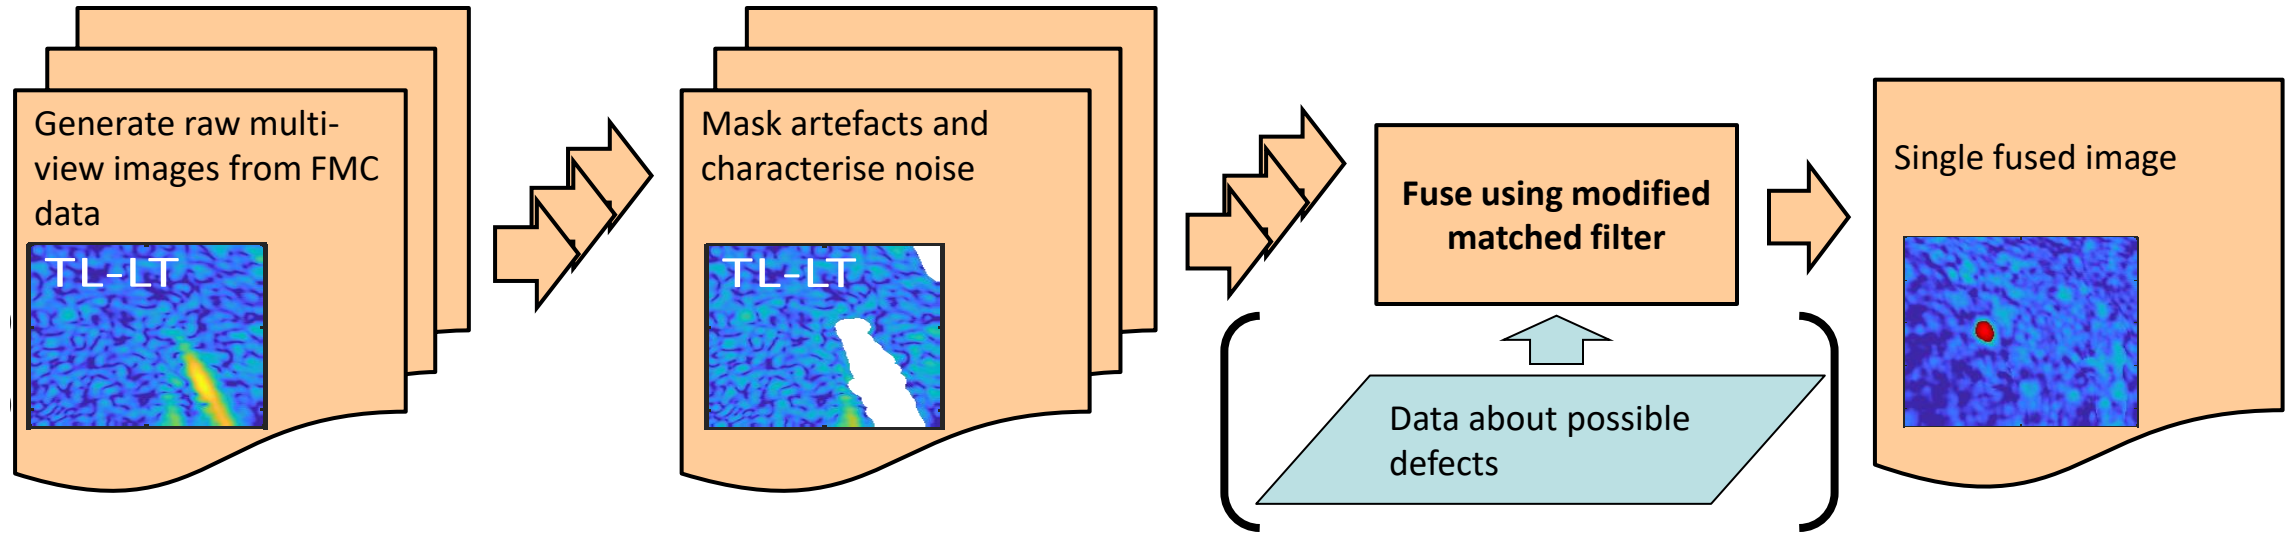 Generate raw multi-
view images from FMC
data
TL-LT
Mask artefacts and
characterise noise
TL-LT
Fuse using modified
matched filter
Data about possible
defects
Single fused image